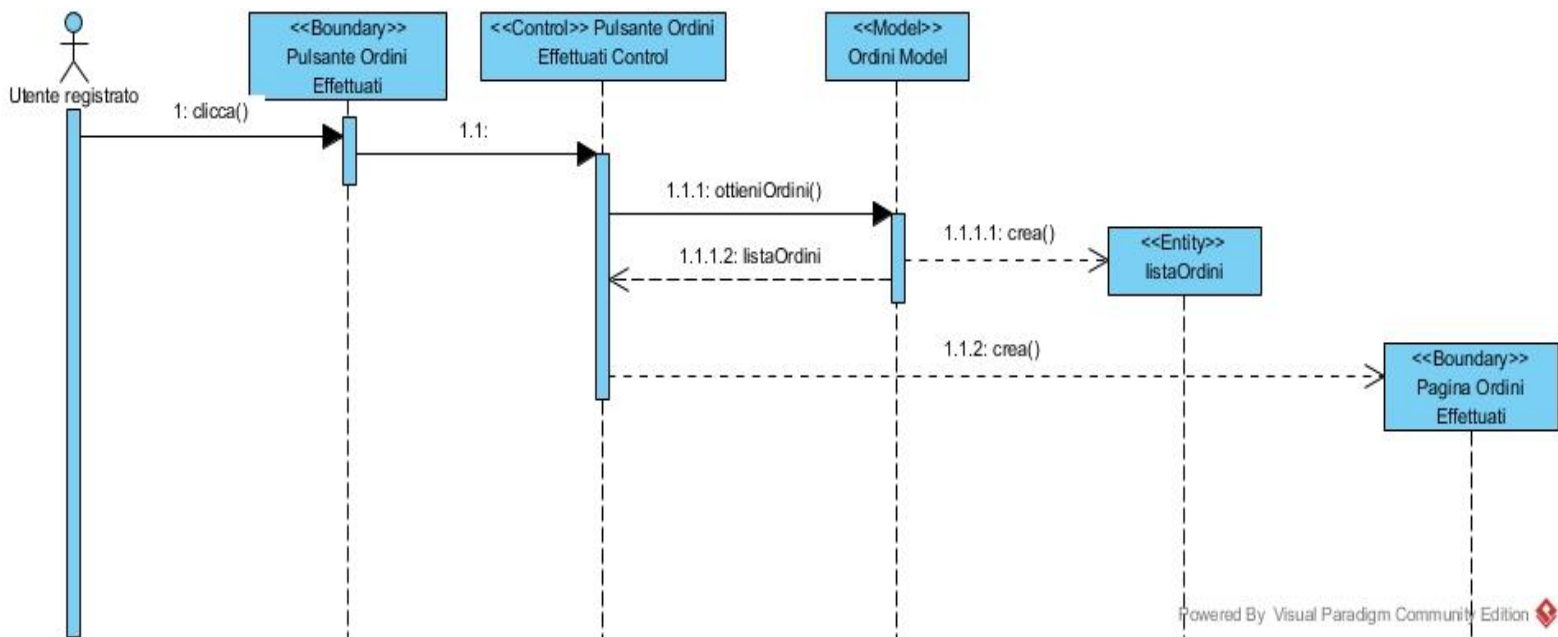 <<Boundary>>
Pulsante Ordini
Effettuati
<<Control>> Pulsante Ordini
Effettuati Control
<<Model>>
Ordini Model
Utente registrato
1: clicca()
1.1:
1.1.1: ottieniOrdini()
1.1.1.1: crea()
<<Entity>>
listaOrdini
1.1.1.2: listaOrdini
1.1.2: crea()
<<Boundary>>
Pagina Ordini
Effettuati
Powered By Visual Paradigm Community Edition